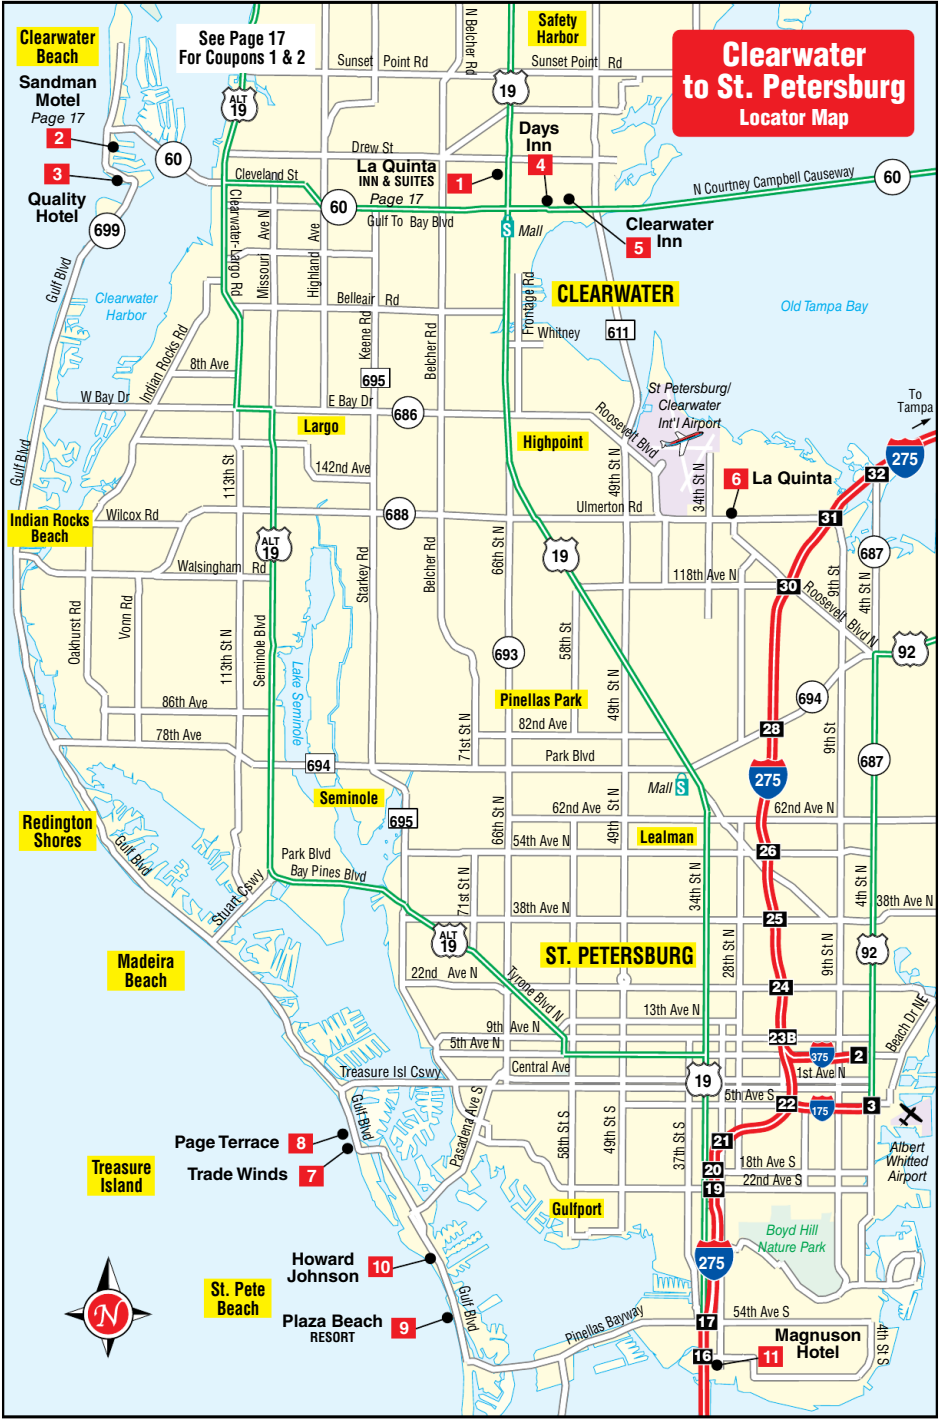 Clearwater
Beach
Sandman
Motel
Page 17
2
3
Quality
Hotel
699
60
See Page 17
For Coupons 1 & 2
ALT
19
N Belcher Rd
Safety
Harbor
Sunset Point Rd
Sunset Point Rd
19
Clearwater
to St. Petersburg
Locator Map
Drew St
La Quinta
INN & SUITES
Page 17
1
Days
Inn
4
Cleveland St
60
Gulf To Bay Blvd
N Courtney Campbell Causeway
60
Clearwater
Inn
5
S Mall
Clearwater-Largo Rd
Missouri Ave N
Highland Ave
Gulf Blvd
Clearwater
Harbor
Belleair Rd
Keene Rd
Belcher Rd
Frontage Rd
CLEARWATER
Whitney
611
Old Tampa Bay
Indian Rocks Rd
8th Ave
695
W Bay Dr
E Bay Dr
686
Largo
Highpoint
St Petersburg/
Clearwater
Int'l Airport
Roosevelt Blvd
To
Tampa
275
32
Gulf Blvd
113th St
142nd Ave
49th St N
34th St N
6
La Quinta
Indian Rocks
Beach
Wilcox Rd
688
Ulmerton Rd
31
687
ALT
19
19
Walsingham Rd
Starkey Rd
Belcher Rd
66th St N
118th Ave N
30
9th St
4th St N
Roosevelt Blvd N
92
Oakhurst Rd
Vonn Rd
113th St N
Seminole Blvd
Lake Seminole
693
58th St
49th St N
Pinellas Park
694
28
86th Ave
78th Ave
82nd Ave
71st St N
Park Blvd
9th St
687
694
275
Seminole
695
Mall S
66th St N
62nd Ave
49th St N
62nd Ave N
Redington
Shores
Gulf Blvd
54th Ave N
Lealman
26
Park Blvd
Bay Pines Blvd
Stuart Cswy
71st St N
38th Ave N
34th St N
4th St N
38th Ave N
25
Madeira
Beach
ALT
19
ST. PETERSBURG
28th St N
9th St N
92
22nd Ave N
Tyrone Blvd N
24
13th Ave N
9th Ave N
5th Ave N
23B
375
2
Beach Dr NE
Central Ave
1st Ave N
Treasure Isl Cswy
19
5th Ave S
22
175
3
Gulf Blvd
Pasadena Ave S
Page Terrace
8
Trade Winds
7
58th St S
49th St S
37th St S
21
20
18th Ave S
19
22nd Ave S
Albert
Whitted
Airport
Treasure
Island
Gulfport
Boyd Hill
Nature Park
275
Howard
Johnson
10
St. Pete
Beach
Gulf Blvd
Plaza Beach
RESORT
9
N
Pinellas Bayway
17
54th Ave S
Magnuson
Hotel
16
11
4th St S